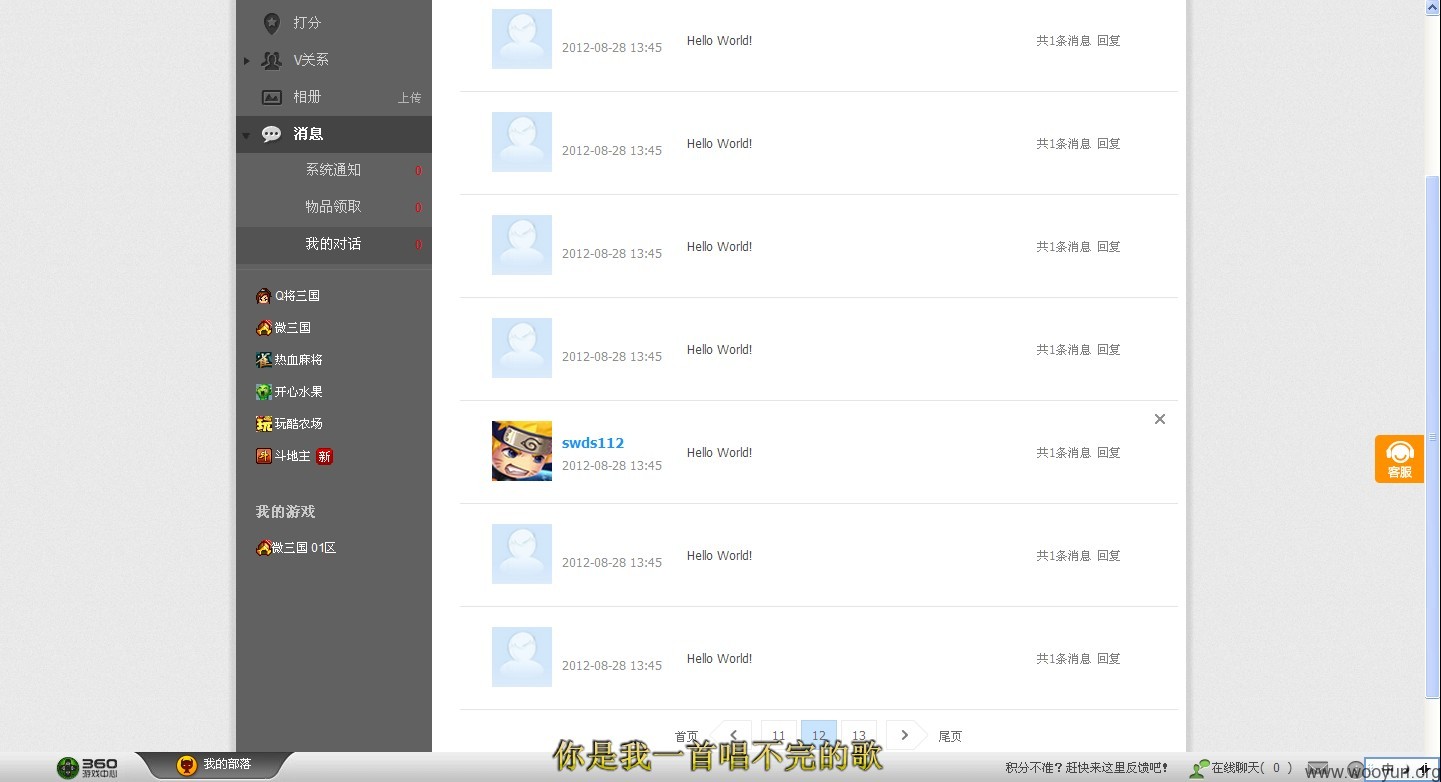 打分
V关系
相册 上传
消息
系统通知 0
物品领取 0
我的对话 0
Q将三国
微三国
热血麻将
开心水果
玩酷农场
斗地主 新
我的游戏
微三国 01区
2012-08-28 13:45 Hello World! 共1条消息 回复
2012-08-28 13:45 Hello World! 共1条消息 回复
2012-08-28 13:45 Hello World! 共1条消息 回复
2012-08-28 13:45 Hello World! 共1条消息 回复
swds112
2012-08-28 13:45 Hello World! 共1条消息 回复
2012-08-28 13:45 Hello World! 共1条消息 回复
2012-08-28 13:45 Hello World! 共1条消息 回复
首页 11 12 13 尾页
客服
你是我一首唱不完的歌
360
游戏中心
我的部落
积分不准？赶快来这里反馈吧！
在线聊天( 0 )
中
www.wooyun.org